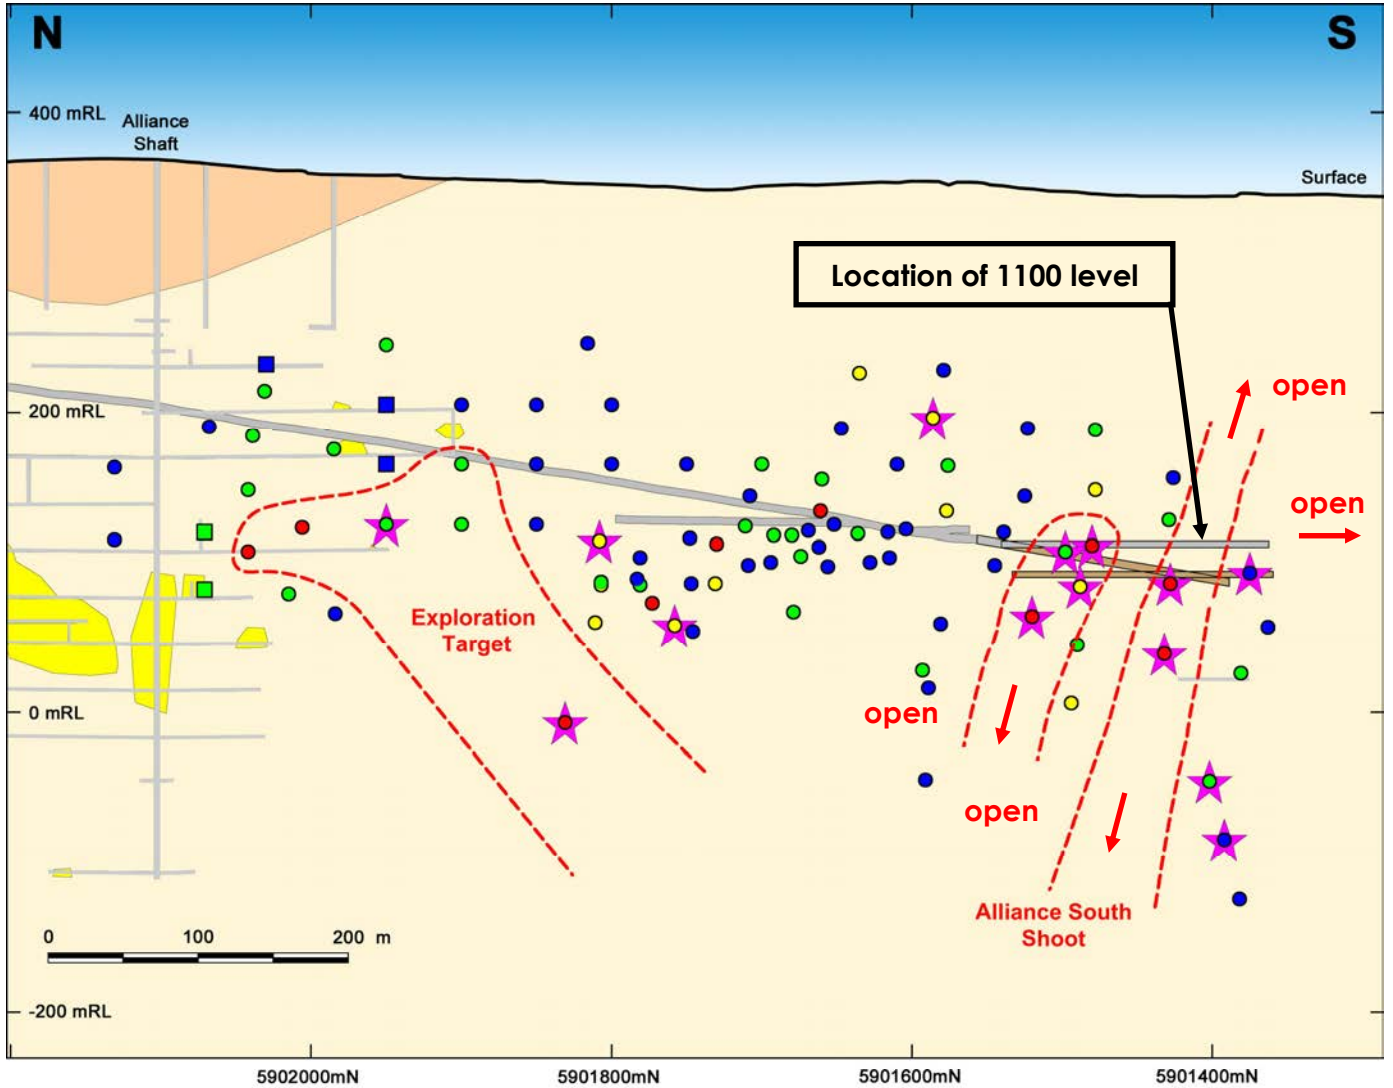 N
S
400 mRL
Alliance
Shaft
Surface
Location of 1100 level
open
200 mRL
open
Exploration
Target
0 mRL
open
open
Alliance South
Shoot
0 100 200 m
-200 mRL
5902000mN 5901800mN 5901600mN 5901400mN